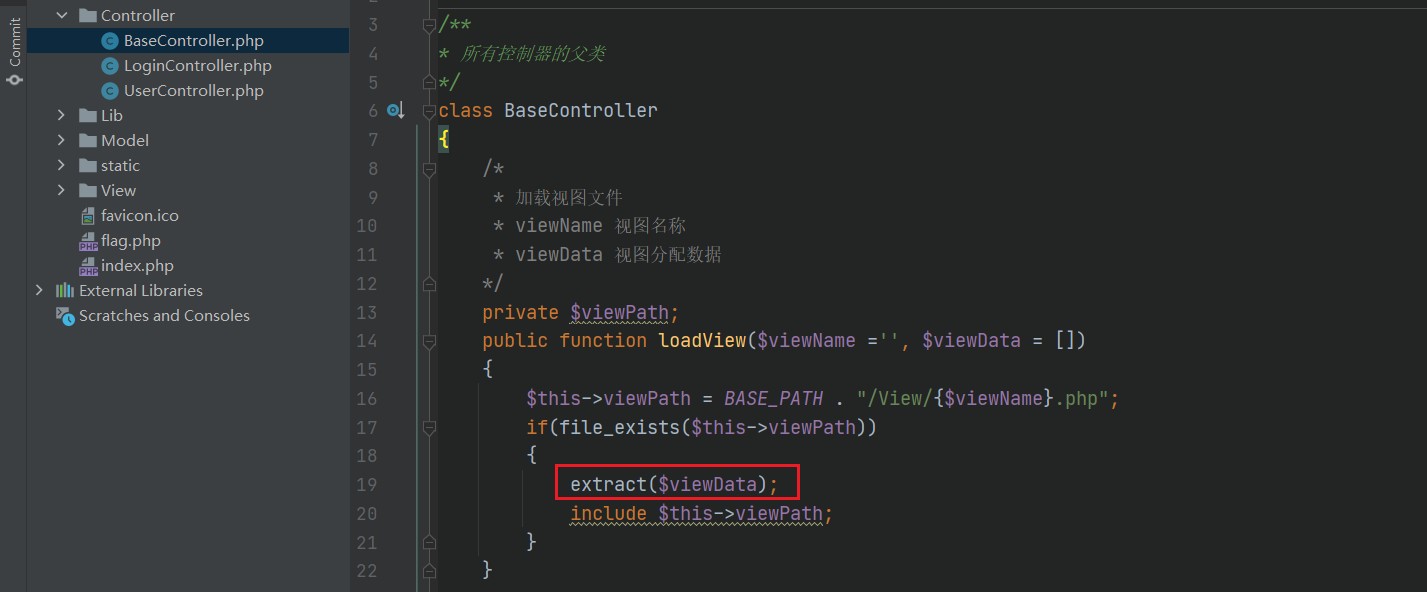 Commit
Controller
BaseController.php
LoginController.php
UserController.php
Lib
Model
static
View
favicon.ico
flag.php
index.php
External Libraries
Scratches and Consoles
3 /**
4 * 所有控制器的父类
5 */
6 class BaseController
7 {
8 /*
9 * 加载视图文件
10 * viewName 视图名称
11 * viewData 视图分配数据
12 */
13 private $viewPath;
14 public function loadView($viewName ='', $viewData = [])
15 {
16 $this->viewPath = BASE_PATH . "/View/{$viewName}.php";
17 if(file_exists($this->viewPath))
18 {
19 extract($viewData);
20 include $this->viewPath;
21 }
22 }